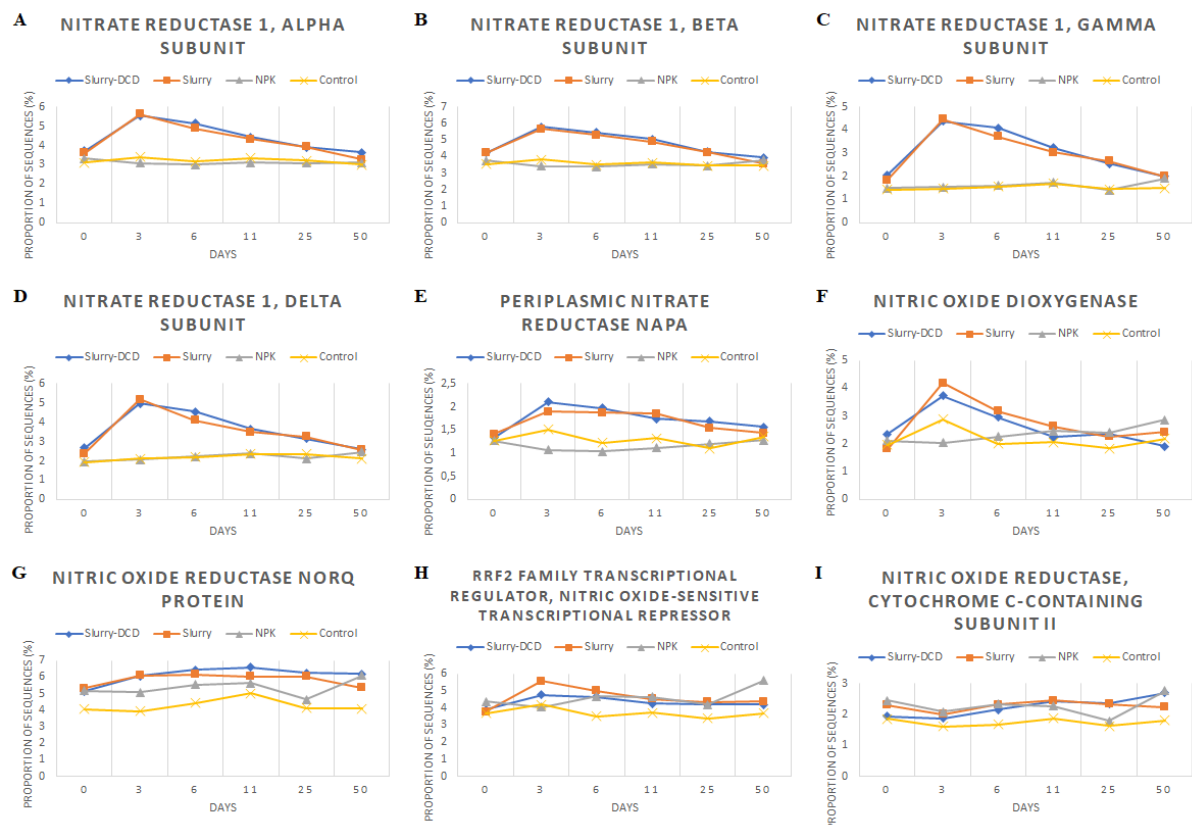 A
NITRATE REDUCTASE 1, ALPHA
SUBUNIT
Slurry-DCD Slurry NPK Control
PROPORTION OF SEQUENCES (%)
6
5
4
3
2
1
0
0 3 6 11 25 50
DAYS
B
NITRATE REDUCTASE 1, BETA
SUBUNIT
Slurry-DCD Slurry NPK Control
PROPORTION OF SEQUENCES (%)
7
6
5
4
3
2
1
0
0 3 6 11 25 50
DAYS
C
NITRATE REDUCTASE 1, GAMMA
SUBUNIT
Slurry-DCD Slurry NPK Control
PROPORTION OF SEQUENCES (%)
5
4
3
2
1
0
0 3 6 11 25 50
DAYS
D
NITRATE REDUCTASE 1, DELTA
SUBUNIT
Slurry-DCD Slurry NPK Control
PROPORTION OF SEQUENCES (%)
6
5
4
3
2
1
0
0 3 6 11 25 50
DAYS
E
PERIPLASMIC NITRATE
REDUCTASE NAPA
Slurry-DCD Slurry NPK Control
PROPORTION OF SEQUENCES (%)
2,5
2
1,5
1
0,5
0
0 3 6 11 25 50
DAYS
F
NITRIC OXIDE DIOXYGENASE
Slurry-DCD Slurry NPK Control
PROPORTION OF SEQUENCES (%)
5
4
3
2
1
0
0 3 6 11 25 50
DAYS
G
NITRIC OXIDE REDUCTASE NORQ
PROTEIN
Slurry-DCD Slurry NPK Control
PROPORTION OF SEQUENCES (%)
7
6
5
4
3
2
1
0
0 3 6 11 25 50
DAYS
H
RRF2 FAMILY TRANSCRIPTIONAL
REGULATOR, NITRIC OXIDE-SENSITIVE
TRANSCRIPTIONAL REPRESSOR
Slurry-DCD Slurry NPK Control
PROPORTION OF SEQUENCES (%)
6
5
4
3
2
1
0
0 3 6 11 25 50
DAYS
I
NITRIC OXIDE REDUCTASE,
CYTOCHROME C-CONTAINING
SUBUNIT II
Slurry-DCD Slurry NPK Control
PROPORTION OF SEQUENCES (%)
3
2
1
0
0 3 6 11 25 50
DAYS